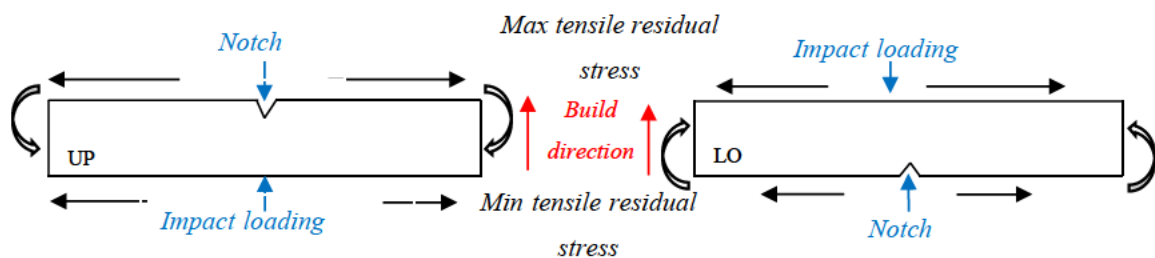 Notch
Max tensile residual
stress
Impact loading
Build
direction
UP
LO
Impact loading
Min tensile residual
stress
Notch